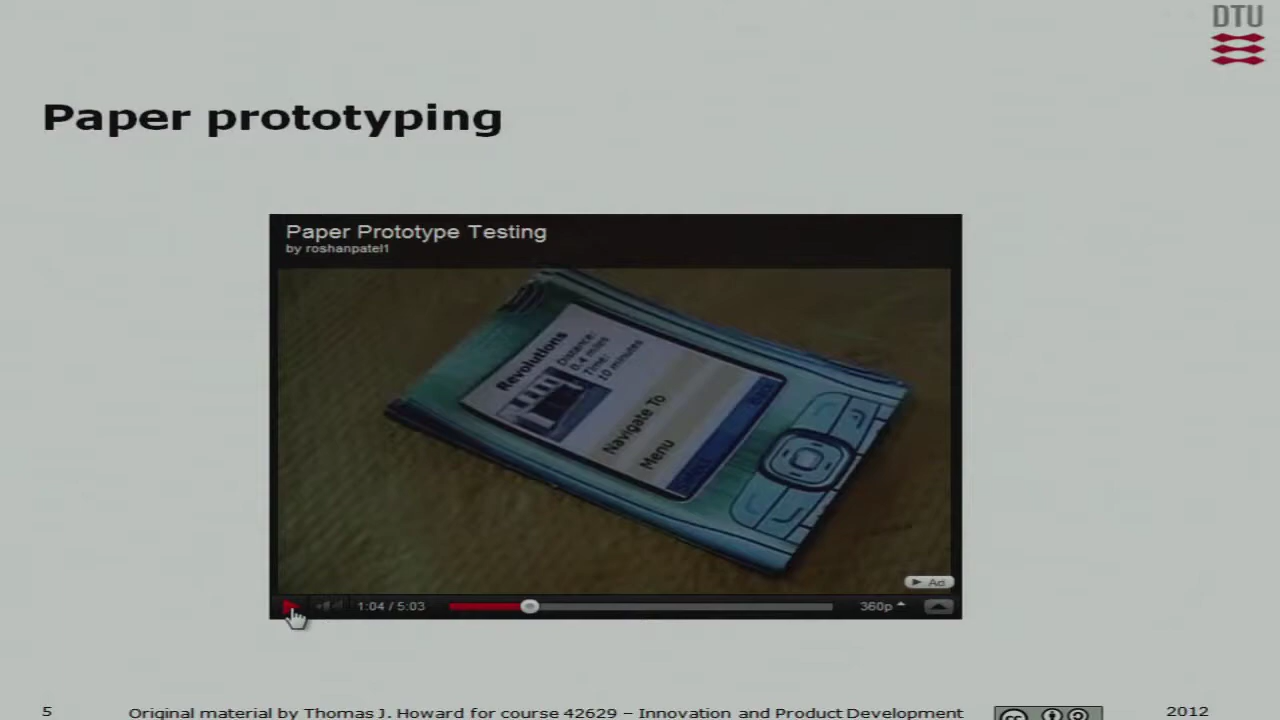 DTU
Paper prototyping
Paper Prototype Testing
by roshanpatel1
Revolutions
Distance:
0.4 miles
Time:
10 minutes
Navigate To
Menu
Ad
1:04 / 5:03
360p
5
Original material by Thomas J. Howard for course 42629 – Innovation and Product Development
cc
2012